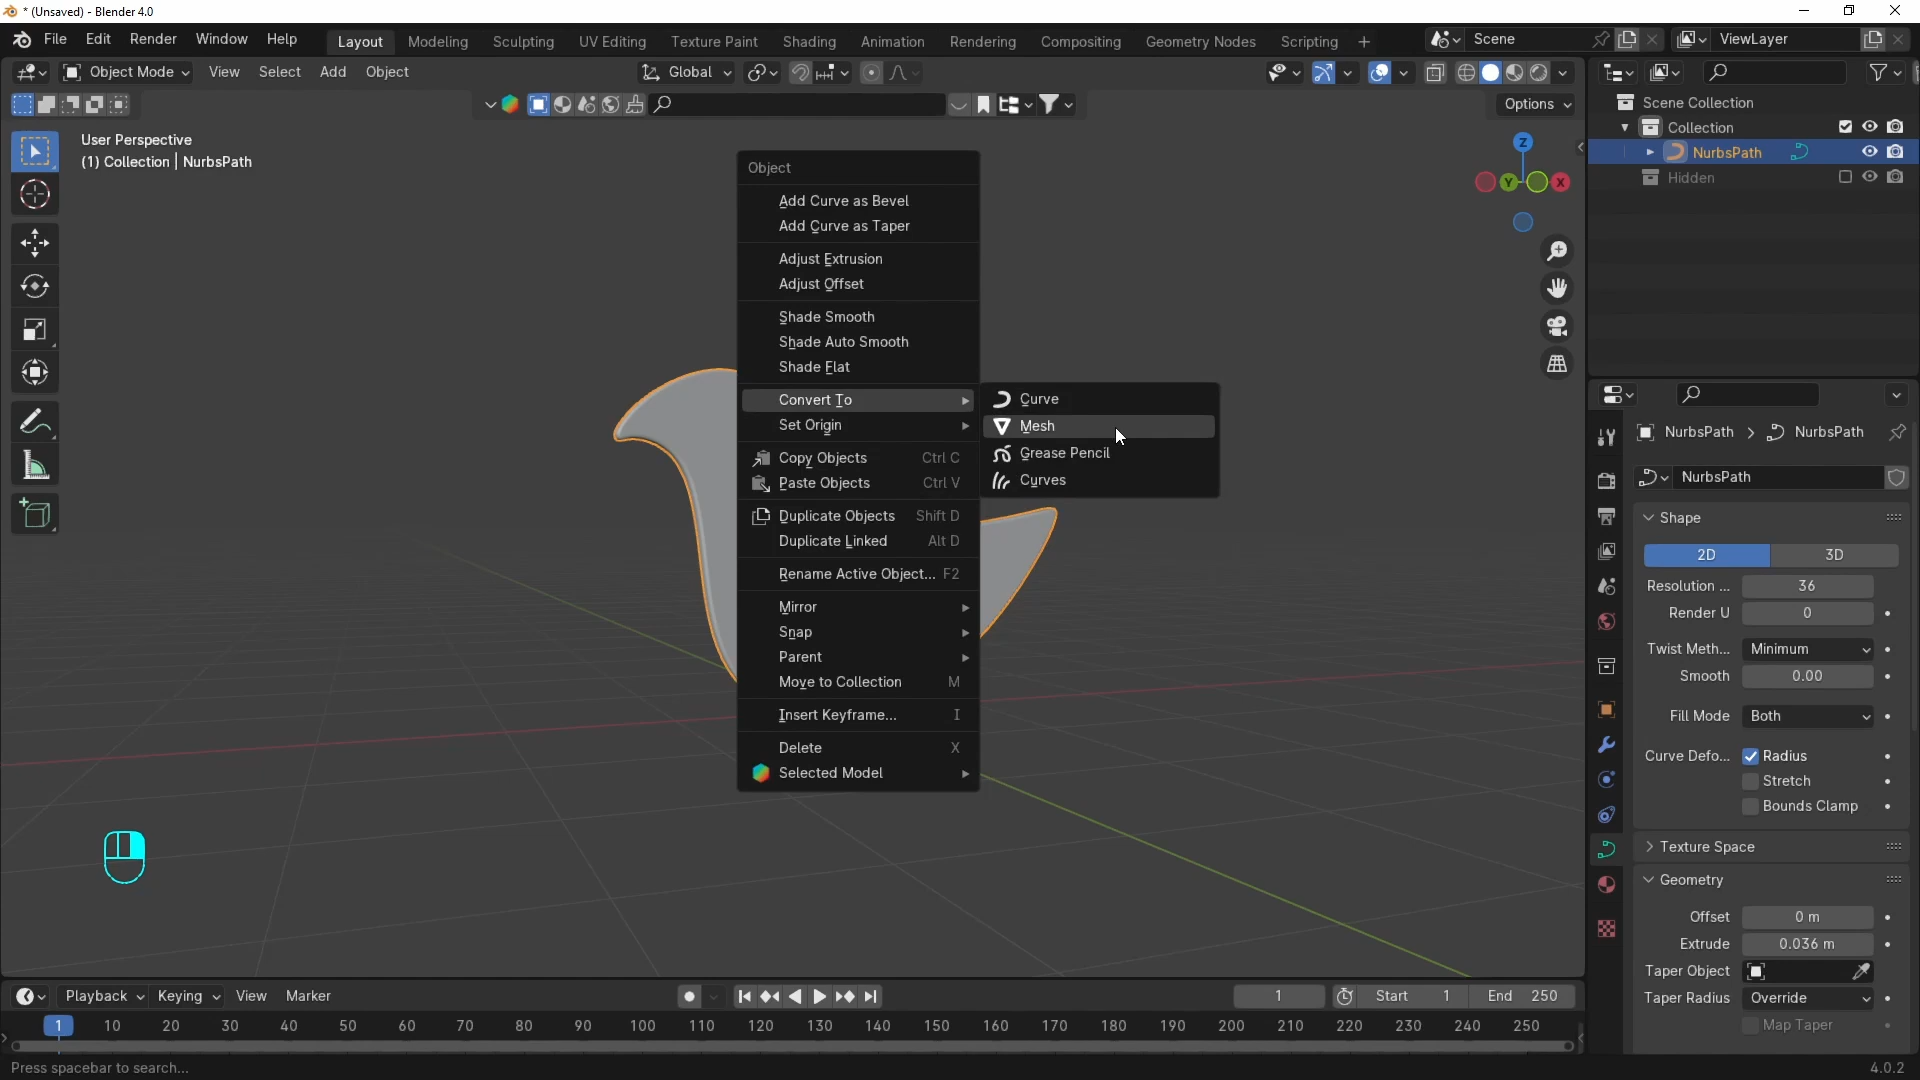 * (Unsaved) - Blender 4.0
File Edit Render Window Help
Layout Modeling Sculpting UV Editing Texture Paint Shading Animation Rendering Compositing Geometry Nodes Scripting
Scene
ViewLayer
Object Mode View Select Add Object
Global
Options
User Perspective
(1) Collection | NurbsPath
Z
Y
X
Object
Add Curve as Bevel
Add Curve as Taper
Adjust Extrusion
Adjust Offset
Shade Smooth
Shade Auto Smooth
Shade Flat
Convert To
Set Origin
Copy Objects Ctrl C
Paste Objects Ctrl V
Duplicate Objects Shift D
Duplicate Linked Alt D
Rename Active Object... F2
Mirror
Snap
Parent
Move to Collection M
Insert Keyframe... I
Delete X
Selected Model
Curve
Mesh
Grease Pencil
Curves
Scene Collection
Collection
NurbsPath
Hidden
NurbsPath > NurbsPath
NurbsPath
Shape
2D 3D
Resolution ... 36
Render U 0
Twist Meth... Minimum
Smooth 0.00
Fill Mode Both
Curve Defo... Radius
Stretch
Bounds Clamp
Texture Space
Geometry
Offset 0 m
Extrude 0.036 m
Taper Object
Taper Radius Override
Map Taper
Playback Keying View Marker
1 Start 1 End 250
1 10 20 30 40 50 60 70 80 90 100 110 120 130 140 150 160 170 180 190 200 210 220 230 240 250
Press spacebar to search...
4.0.2